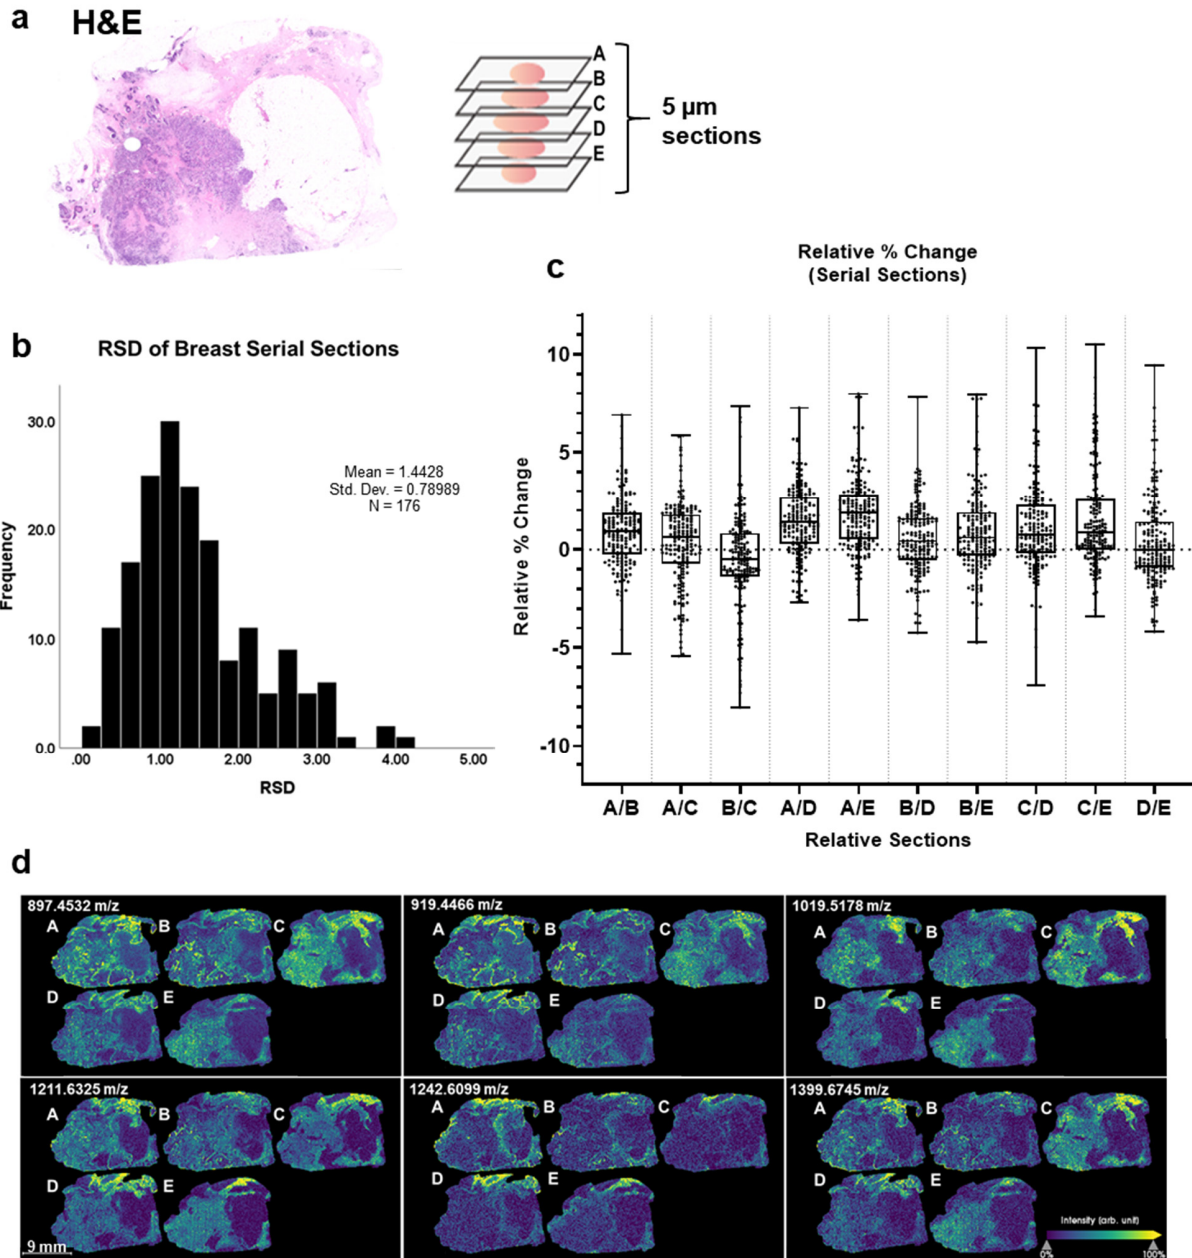 a
H&E
A
B
C
D
E
5 µm
sections
b
RSD of Breast Serial Sections
Frequency
30.0
20.0
10.0
0.0
Mean = 1.4428
Std. Dev. = 0.78989
N = 176
.00 1.00 2.00 3.00 4.00 5.00
RSD
c
Relative % Change
(Serial Sections)
Relative % Change
10
5
0
-5
-10
A/B A/C B/C A/D A/E B/D B/E C/D C/E D/E
Relative Sections
d
897.4532 m/z
A B C
D E
919.4466 m/z
A B C
D E
1019.5178 m/z
A B C
D E
1211.6325 m/z
A B C
D E
9 mm
1242.6099 m/z
A B C
D E
1399.6745 m/z
A B C
D E
Intensity (arb. unit)
0% 100%